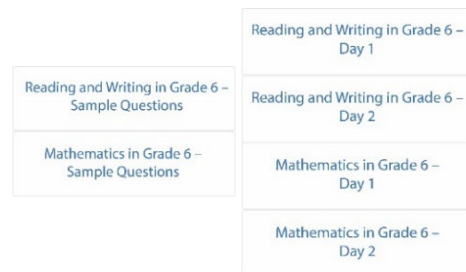 Reading and Writing in Grade 6 –
Sample Questions
Mathematics in Grade 6 –
Sample Questions
Reading and Writing in Grade 6 –
Day 1
Reading and Writing in Grade 6 –
Day 2
Mathematics in Grade 6 –
Day 1
Mathematics in Grade 6 –
Day 2